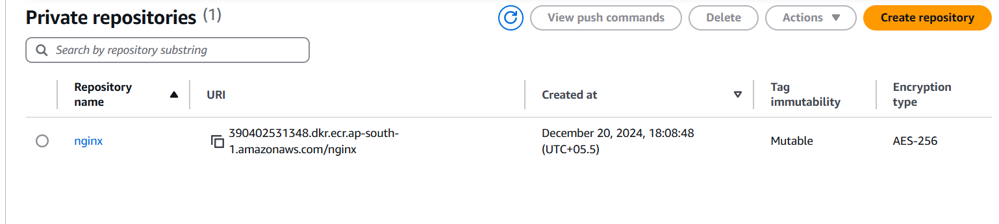 Private repositories (1)
View push commands
Delete
Actions
Create repository
Search by repository substring
Repository
name
URI
Created at
Tag
immutability
Encryption
type
nginx
390402531348.dkr.ecr.ap-south-
1.amazonaws.com/nginx
December 20, 2024, 18:08:48
(UTC+05.5)
Mutable
AES-256